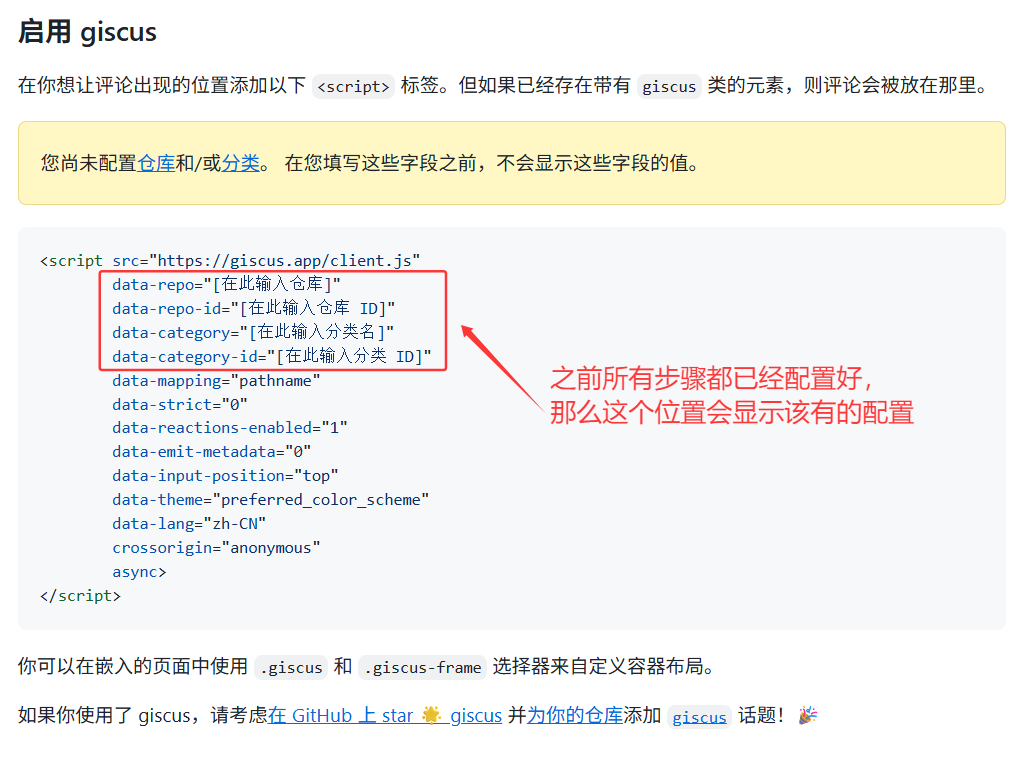 启用 giscus
在你想让评论出现的位置添加以下 <script> 标签。但如果已经存在带有 giscus 类的元素，则评论会被放在那里。
您尚未配置仓库和/或分类。 在您填写这些字段之前，不会显示这些字段的值。
<script src="https://giscus.app/client.js"
data-repo="[在此输入仓库]"
data-repo-id="[在此输入仓库 ID]"
data-category="[在此输入分类名]"
data-category-id="[在此输入分类 ID]"
data-mapping="pathname"
data-strict="0"
data-reactions-enabled="1"
data-emit-metadata="0"
data-input-position="top"
data-theme="preferred_color_scheme"
data-lang="zh-CN"
crossorigin="anonymous"
async>
</script>
之前所有步骤都已经配置好，
那么这个位置会显示该有的配置
你可以在嵌入的页面中使用 .giscus 和 .giscus-frame 选择器来自定义容器布局。
如果你使用了 giscus，请考虑在 GitHub 上 star 🌟 giscus 并为你的仓库添加 giscus 话题！🎉